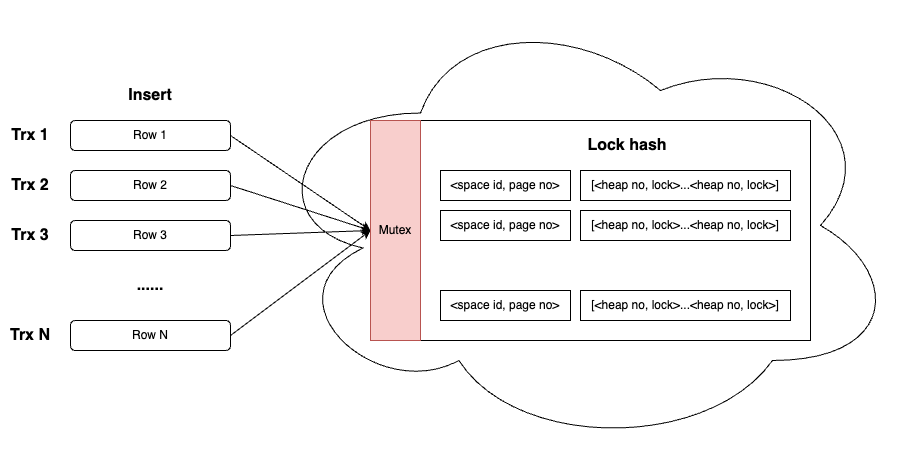 Insert
Trx 1
Row 1
Trx 2
Row 2
Trx 3
Row 3
......
Trx N
Row N
Mutex
Lock hash
<space id, page no>
[<heap no, lock>...<heap no, lock>]
<space id, page no>
[<heap no, lock>...<heap no, lock>]
<space id, page no>
[<heap no, lock>...<heap no, lock>]